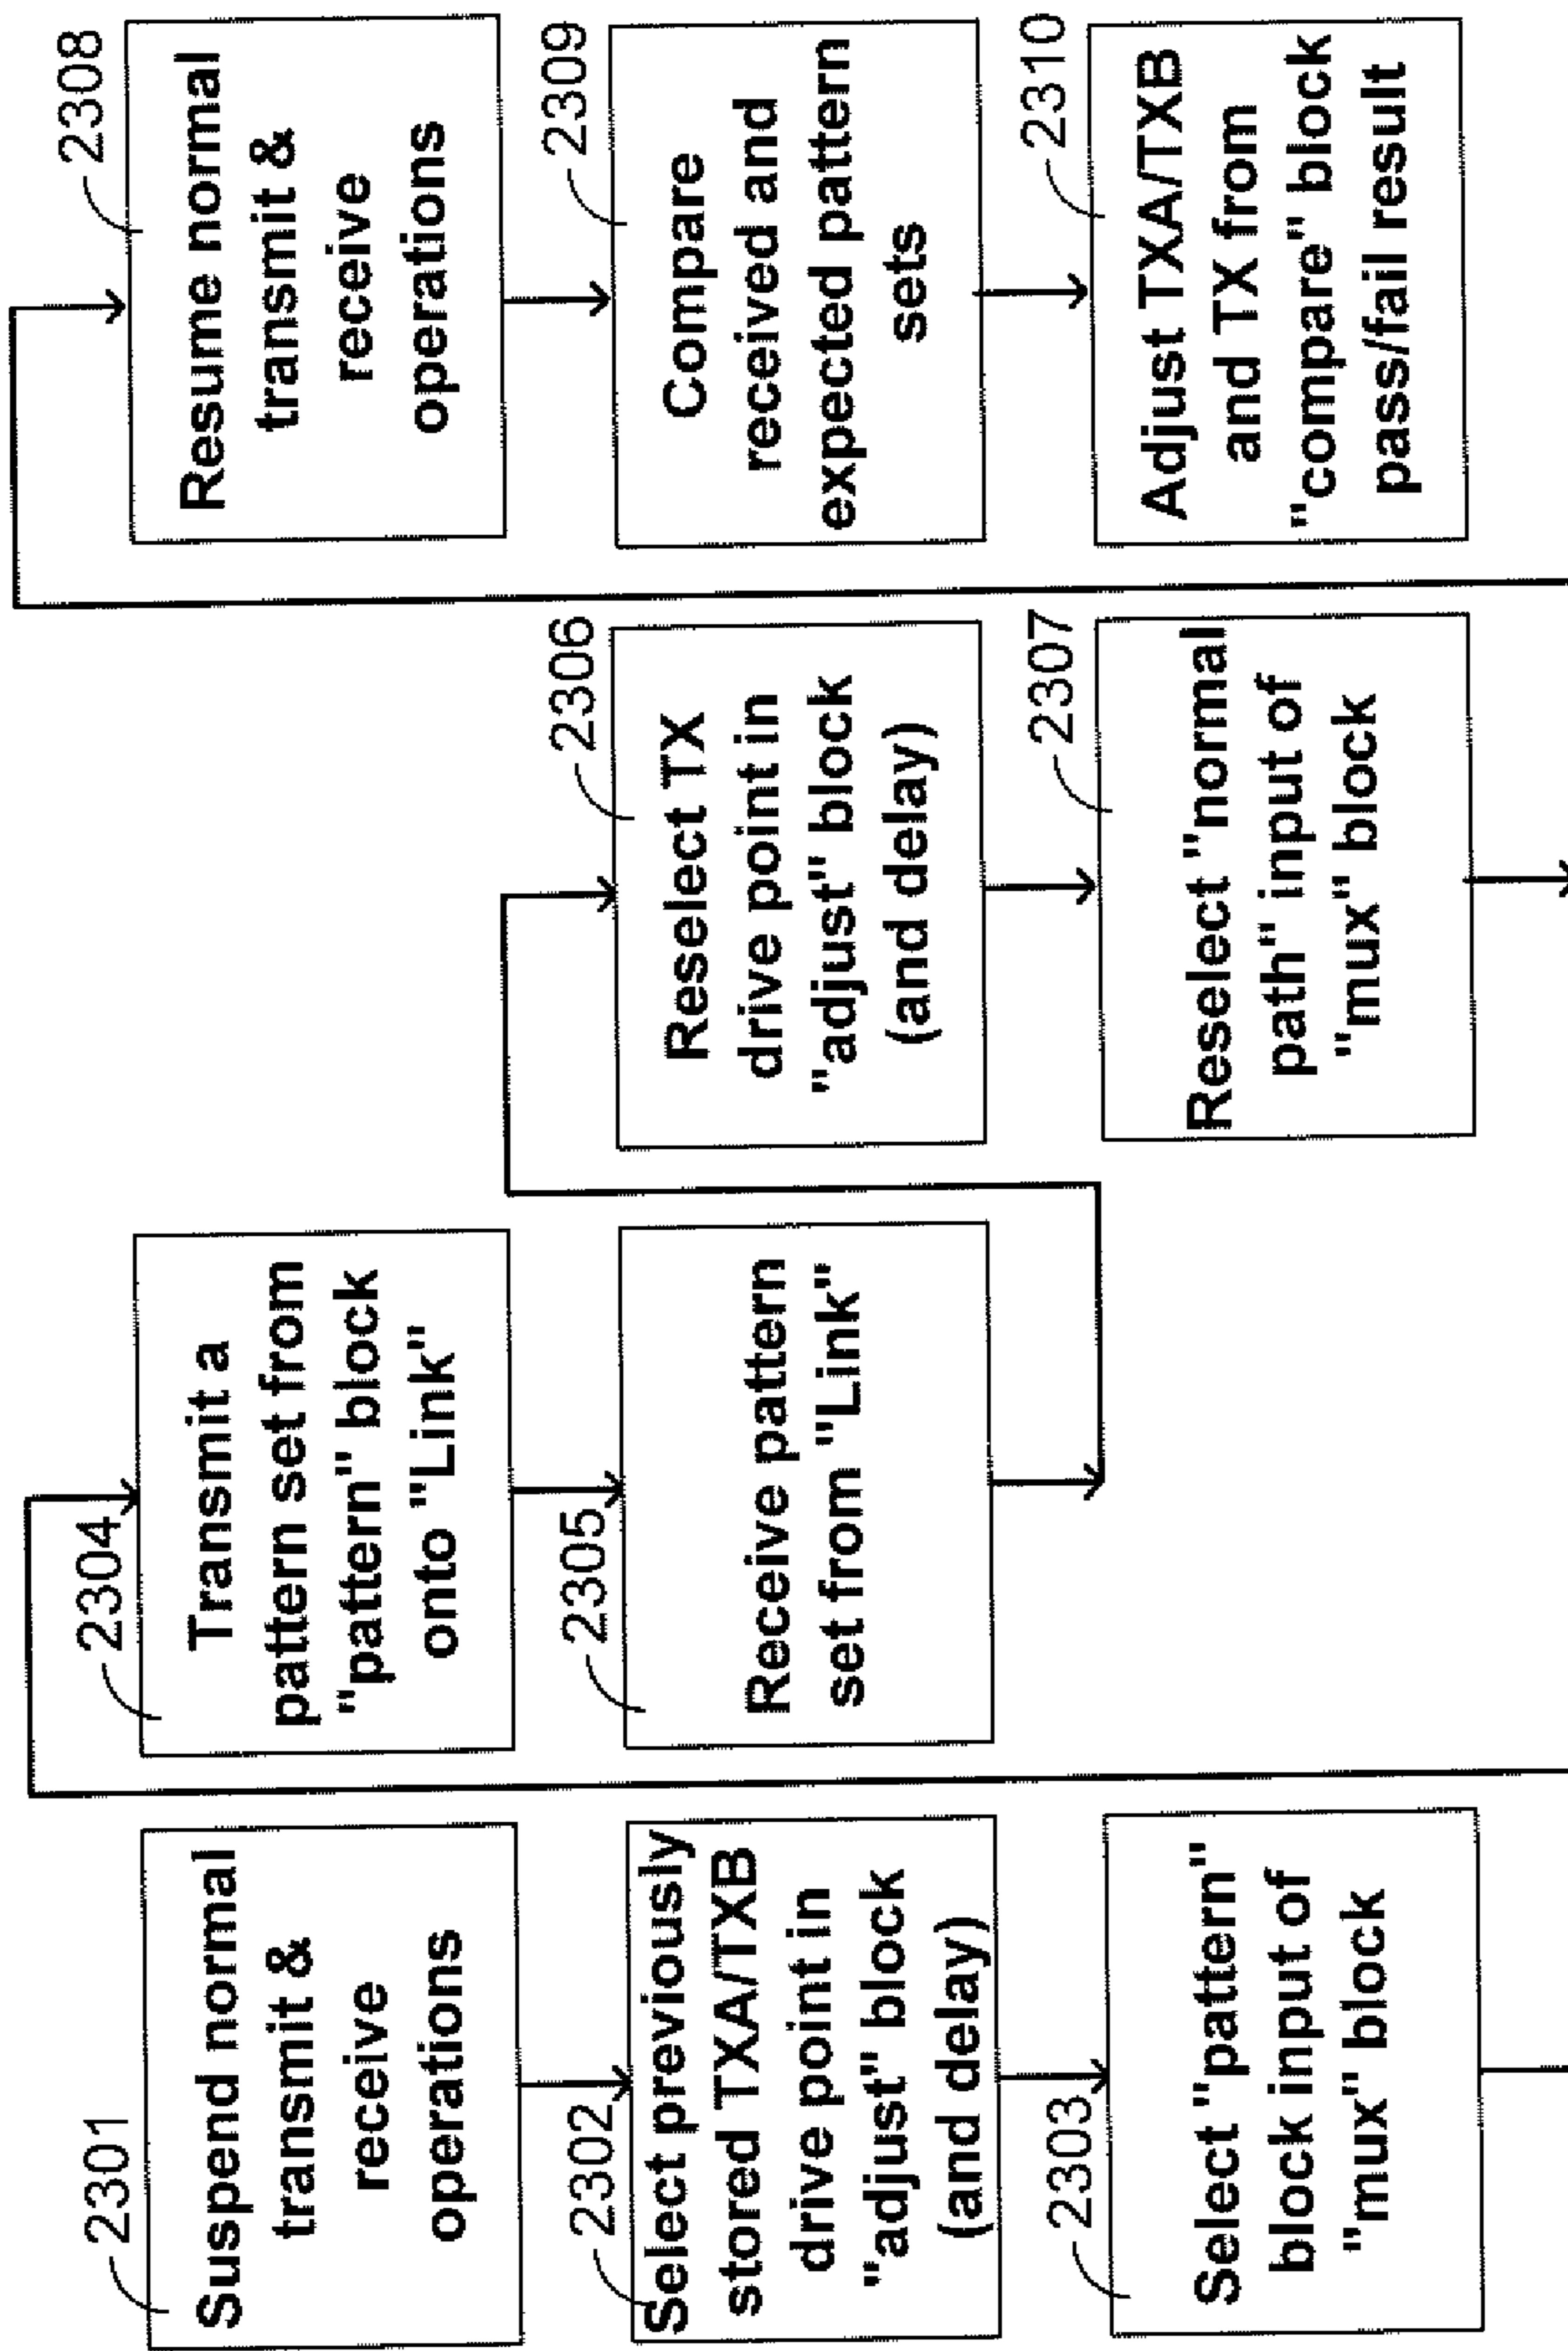 2301
Suspend normal
transmit &
receive
operations
2302
Select previously
stored TXA/TXB
drive point in
"adjust" block
(and delay)
2303
Select "pattern"
block input of
"mux" block
2304
Transmit a
pattern set from
"pattern" block
onto "Link"
2305
Receive pattern
set from "Link"
2306
Reselect TX
drive point in
"adjust" block
(and delay)
2307
Reselect "normal
path" input of
"mux" block
2308
Resume normal
transmit &
receive
operations
2309
Compare
received and
expected pattern
sets
2310
Adjust TXA/TXB
and TX from
"compare" block
pass/fail result